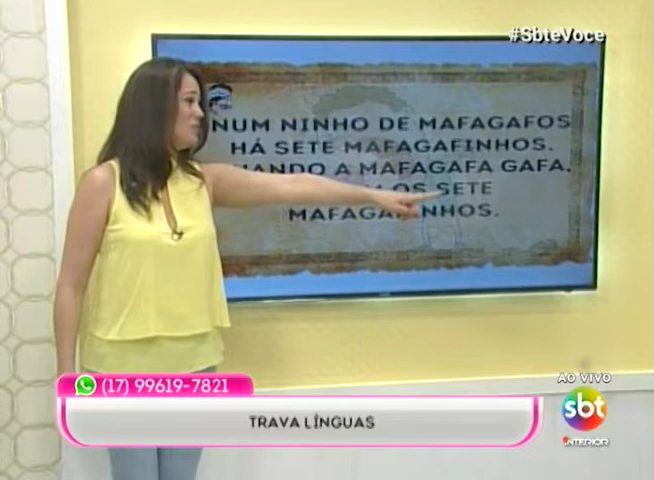 #SbteVoce
NUM NINHO DE MAFAGAFOS
HÁ SETE MAFAGAFINHOS.
A MAFAGAFA GAFA.
OS SETE
(17) 99619-7821
TRAVA LÍNGUAS
AO VIVO
sbt
INTERIOR